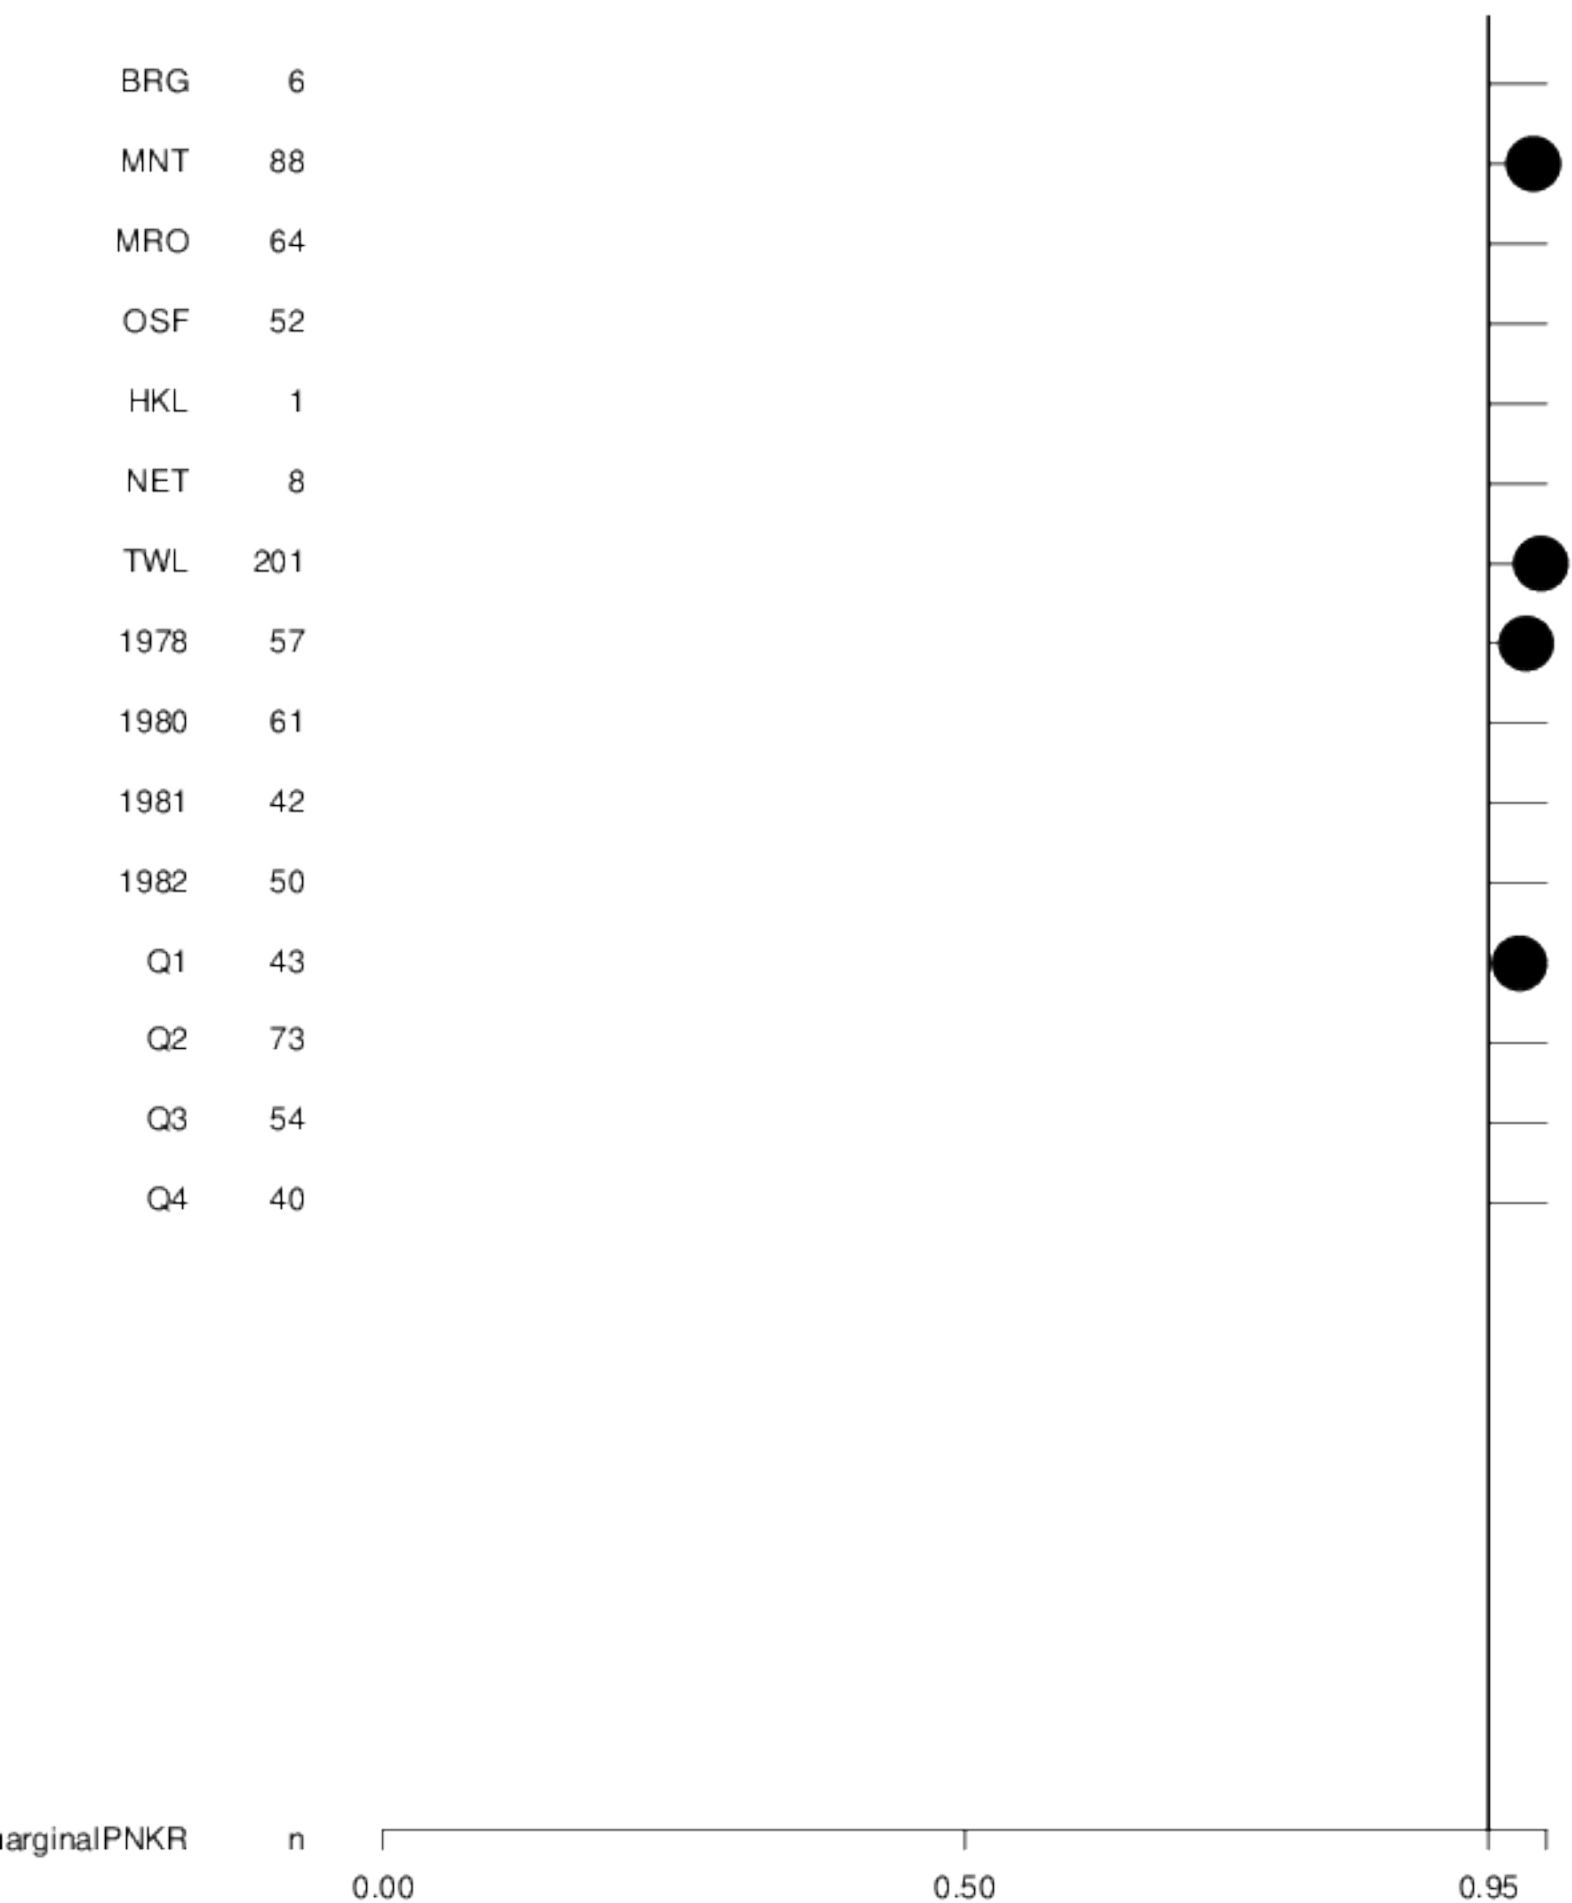 BRG 6
MNT 88
MRO 64
OSF 52
HKL 1
NET 8
TWL 201
1978 57
1980 61
1981 42
1982 50
Q1 43
Q2 73
Q3 54
Q4 40
arginalPNKR n
0.00 0.50 0.95